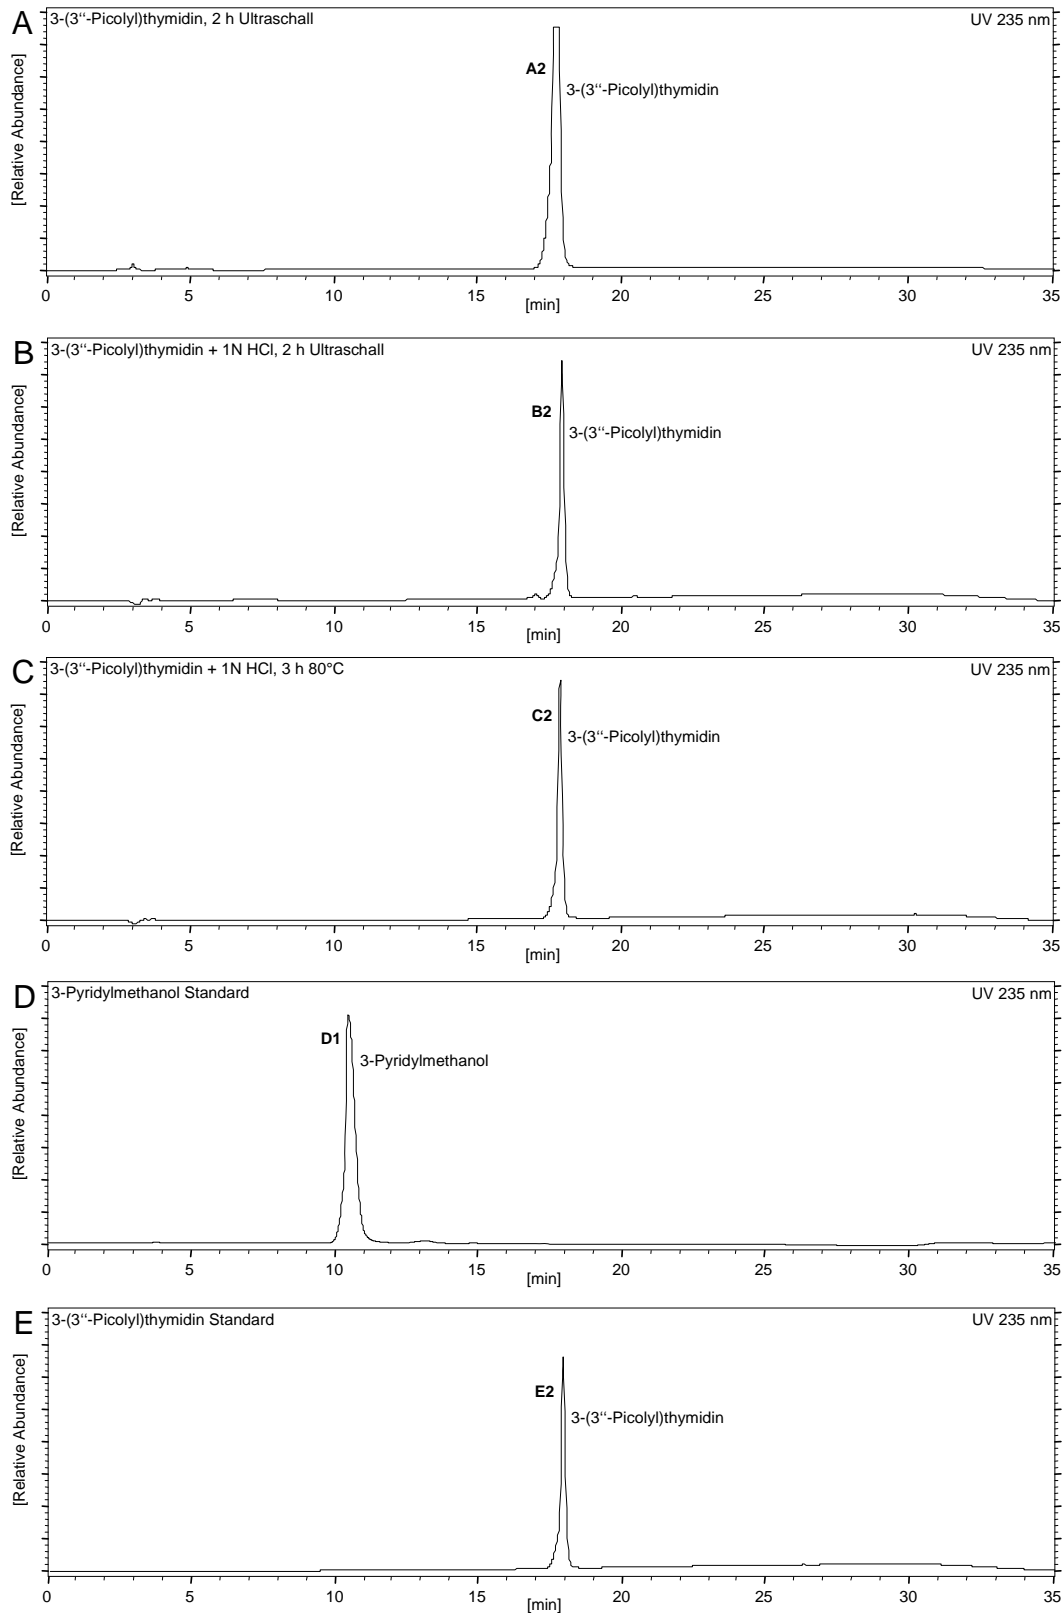 A
3-(3“-Picolyl)thymidin, 2 h Ultraschall
UV 235 nm
[Relative Abundance]
A2
3-(3“-Picolyl)thymidin
0 5 10 15 20 25 30 35
[min]
B
3-(3“-Picolyl)thymidin + 1N HCl, 2 h Ultraschall
UV 235 nm
[Relative Abundance]
B2
3-(3“-Picolyl)thymidin
0 5 10 15 20 25 30 35
[min]
C
3-(3“-Picolyl)thymidin + 1N HCl, 3 h 80°C
UV 235 nm
[Relative Abundance]
C2
3-(3“-Picolyl)thymidin
0 5 10 15 20 25 30 35
[min]
D
3-Pyridylmethanol Standard
UV 235 nm
[Relative Abundance]
D1
3-Pyridylmethanol
0 5 10 15 20 25 30 35
[min]
E
3-(3“-Picolyl)thymidin Standard
UV 235 nm
[Relative Abundance]
E2
3-(3“-Picolyl)thymidin
0 5 10 15 20 25 30 35
[min]